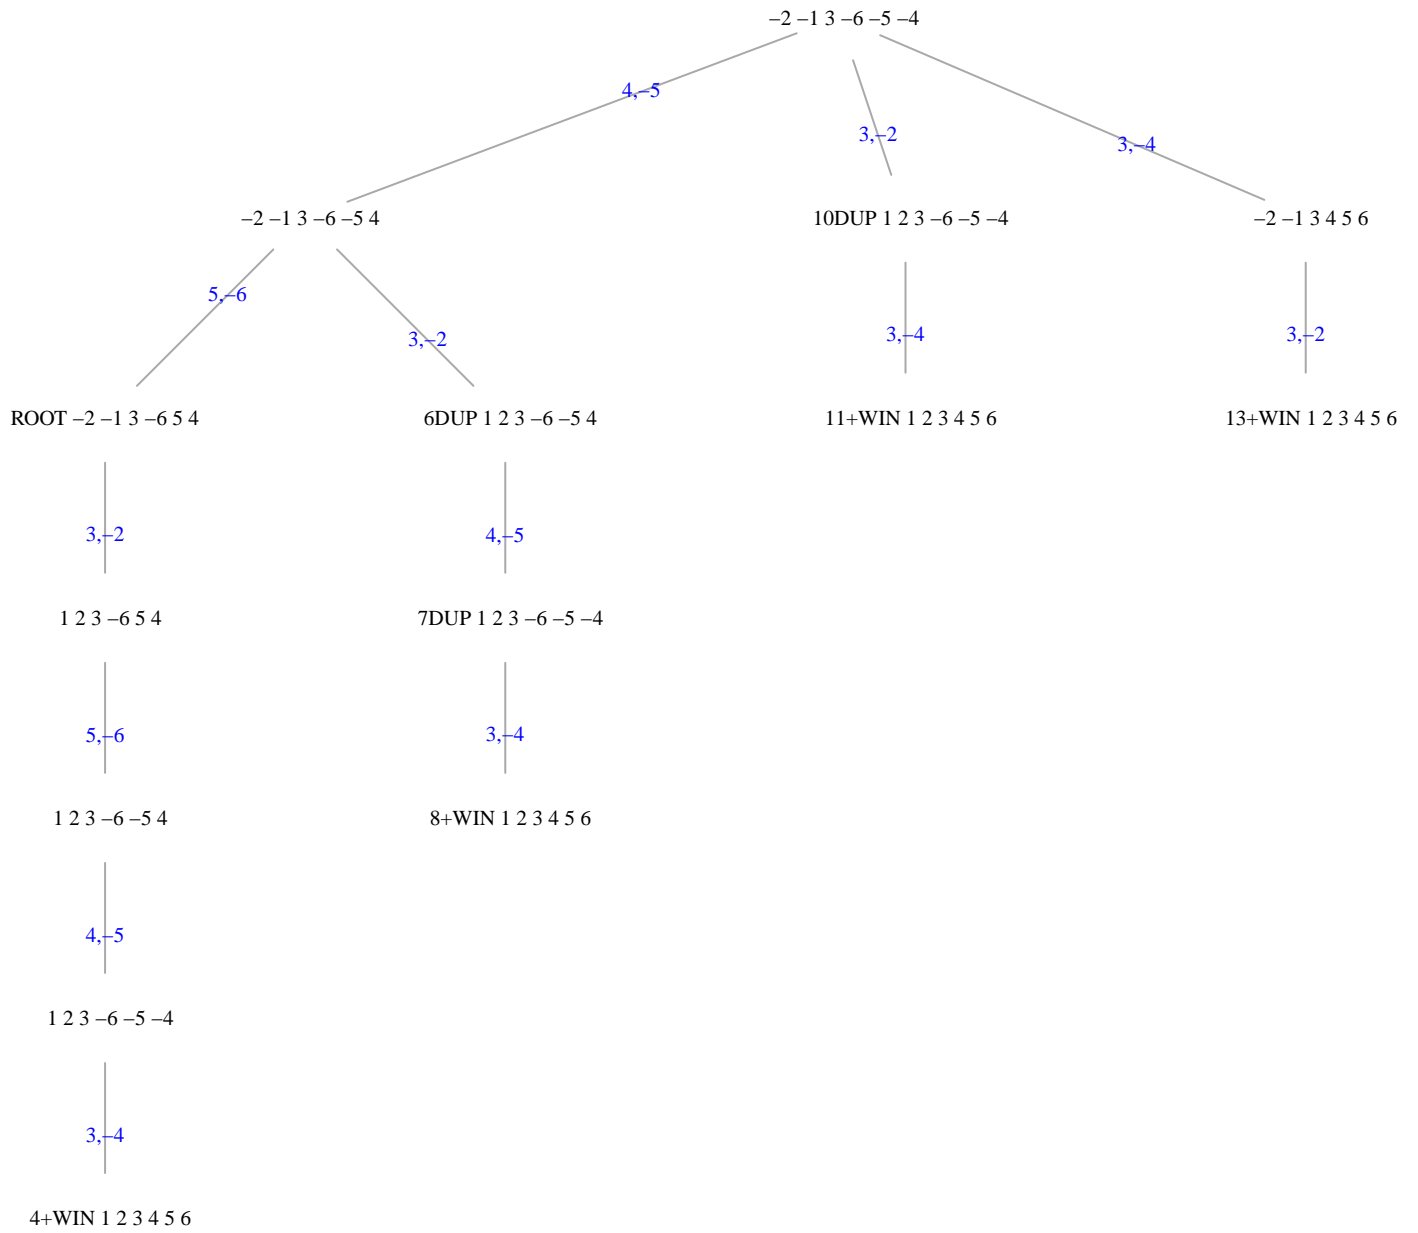 −2 −1 3 −6 −5 −4
4,−5
3,−2
3,−4
−2 −1 3 −6 −5 4
10DUP 1 2 3 −6 −5 −4
−2 −1 3 4 5 6
5,−6
3,−2
3,−4
3,−2
ROOT −2 −1 3 −6 5 4
6DUP 1 2 3 −6 −5 4
11+WIN 1 2 3 4 5 6
13+WIN 1 2 3 4 5 6
3,−2
4,−5
1 2 3 −6 5 4
7DUP 1 2 3 −6 −5 −4
5,−6
3,−4
1 2 3 −6 −5 4
8+WIN 1 2 3 4 5 6
4,−5
1 2 3 −6 −5 −4
3,−4
4+WIN 1 2 3 4 5 6